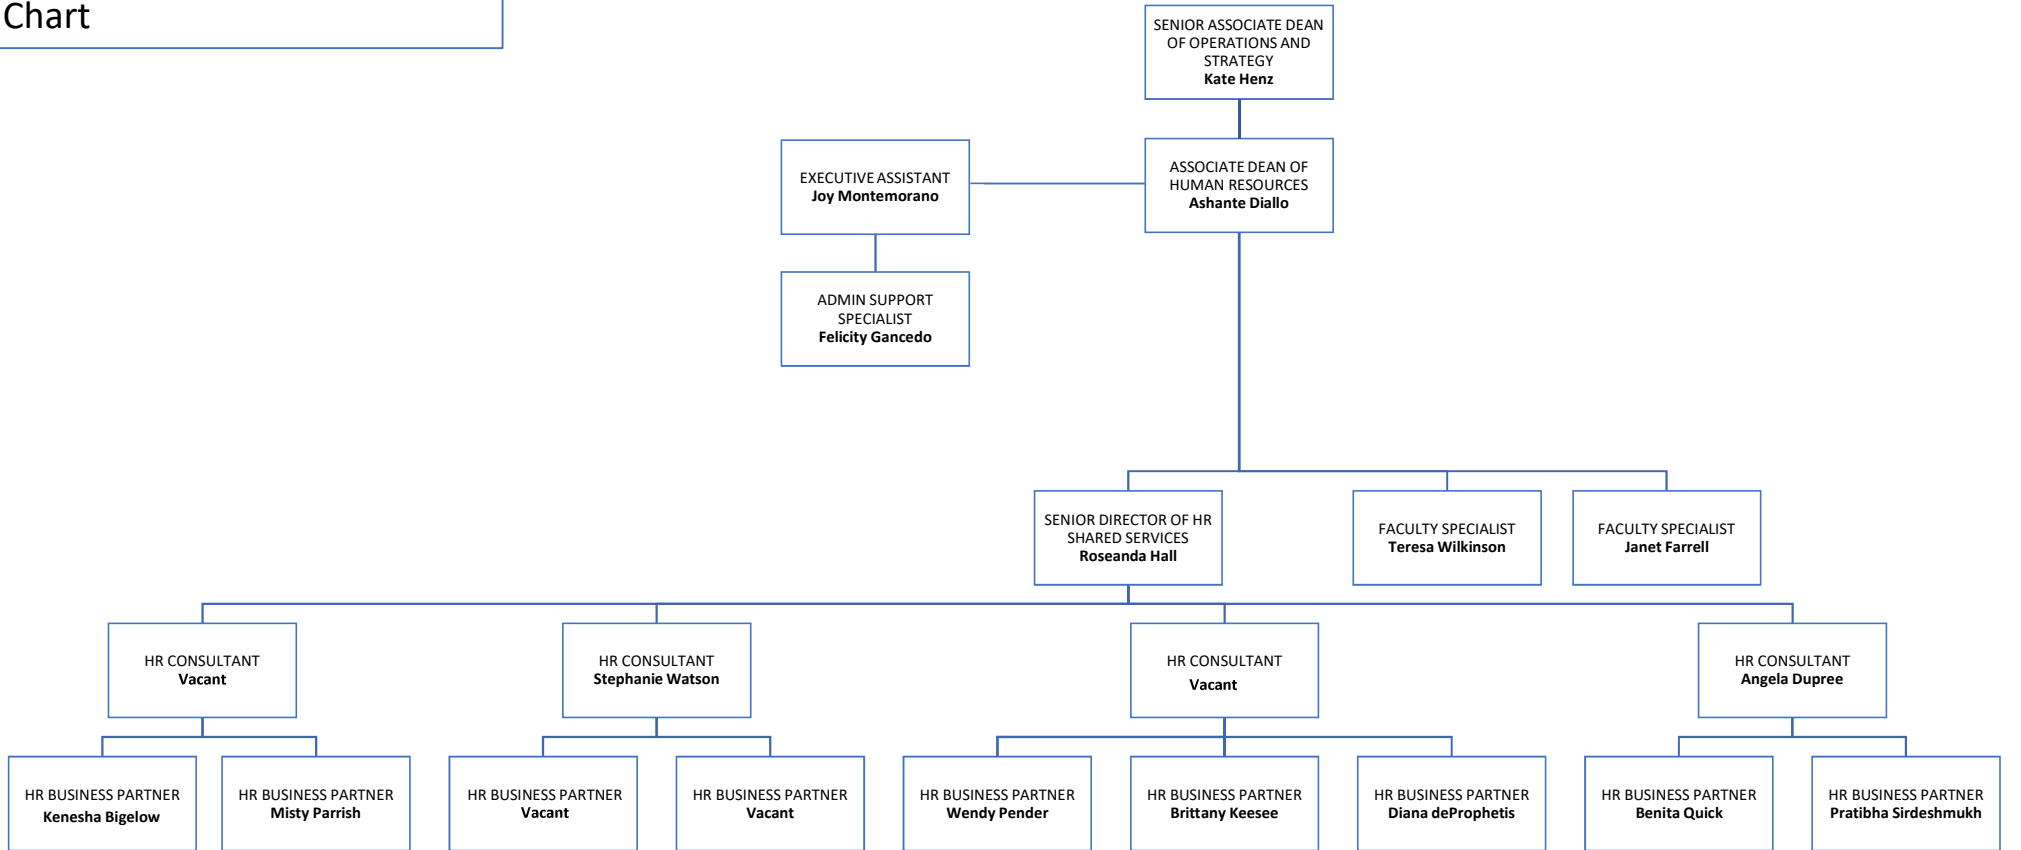 Chart
SENIOR ASSOCIATE DEAN
OF OPERATIONS AND
STRATEGY
Kate Henz
EXECUTIVE ASSISTANT
Joy Montemorano
ASSOCIATE DEAN OF
HUMAN RESOURCES
Ashante Diallo
ADMIN SUPPORT
SPECIALIST
Felicity Gancedo
SENIOR DIRECTOR OF HR
SHARED SERVICES
Roseanda Hall
FACULTY SPECIALIST
Teresa Wilkinson
FACULTY SPECIALIST
Janet Farrell
HR CONSULTANT
Vacant
HR CONSULTANT
Stephanie Watson
HR CONSULTANT
Vacant
HR CONSULTANT
Angela Dupree
HR BUSINESS PARTNER
Kenesha Bigelow
HR BUSINESS PARTNER
Misty Parrish
HR BUSINESS PARTNER
Vacant
HR BUSINESS PARTNER
Vacant
HR BUSINESS PARTNER
Wendy Pender
HR BUSINESS PARTNER
Brittany Keesee
HR BUSINESS PARTNER
Diana deProphetis
HR BUSINESS PARTNER
Benita Quick
HR BUSINESS PARTNER
Pratibha Sirdeshmukh